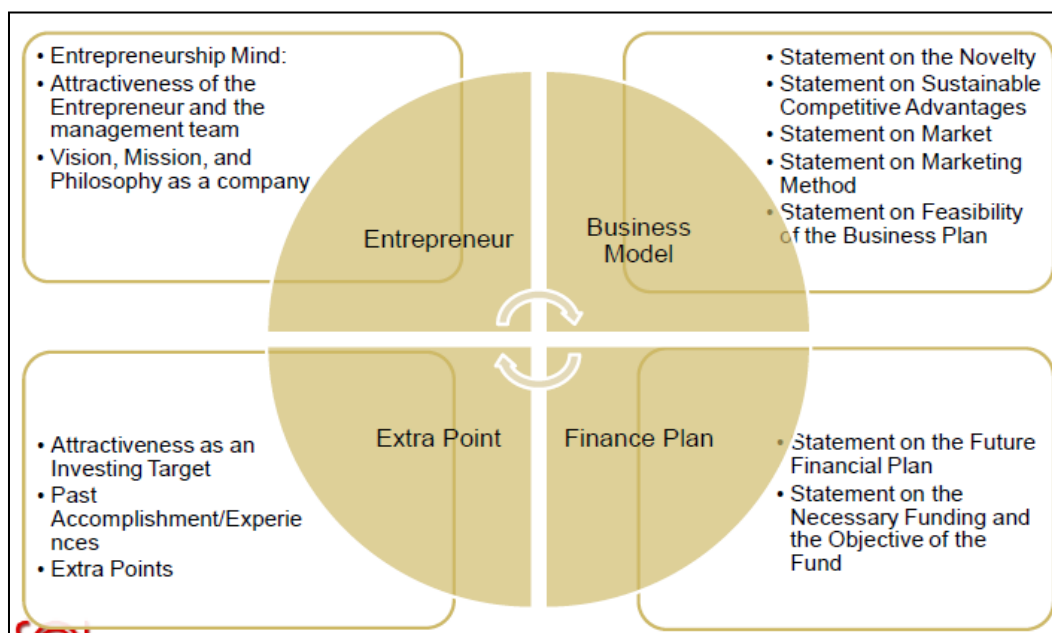 • Entrepreneurship Mind:
• Attractiveness of the
Entrepreneur and the
management team
• Vision, Mission, and
Philosophy as a company
Entrepreneur
• Statement on the Novelty
• Statement on Sustainable
Competitive Advantages
• Statement on Market
• Statement on Marketing
Method
• Statement on Feasibility
of the Business Plan
Business
Model
• Attractiveness as an
Investing Target
• Past
Accomplishment/Experie
nces
• Extra Points
Extra Point
Finance Plan
• Statement on the Future
Financial Plan
• Statement on the
Necessary Funding and
the Objective of the
Fund